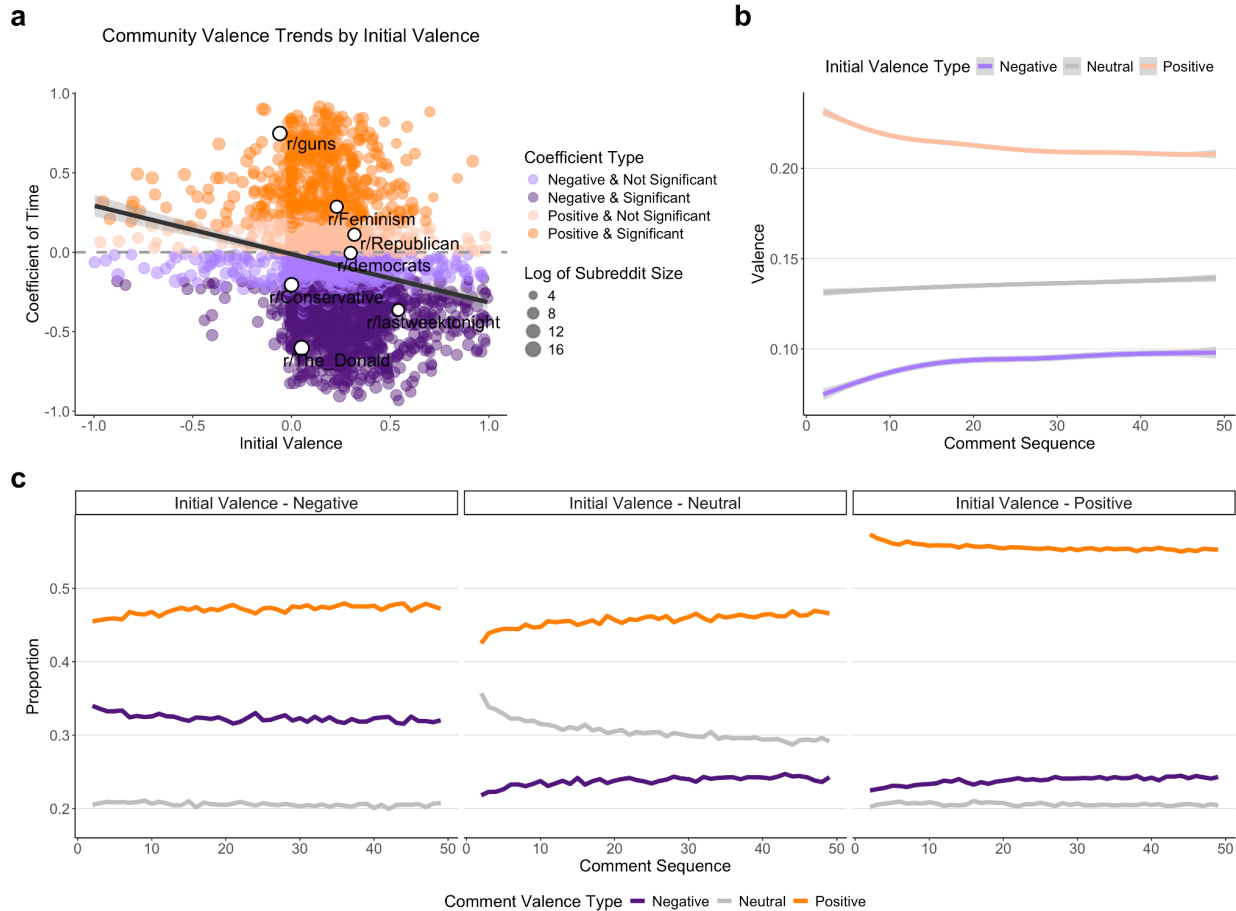 a
Community Valence Trends by Initial Valence
1.0
0.5
0.0
-0.5
-1.0
Coefficient of Time
r/guns
r/Feminism
r/Republican
r/democrats
r/Conservative
r/lastweektonight
r/The_Donald
-1.0 -0.5 0.0 0.5 1.0
Initial Valence
Coefficient Type
Negative & Not Significant
Negative & Significant
Positive & Not Significant
Positive & Significant
Log of Subreddit Size
4
8
12
16
b
Initial Valence Type Negative Neutral Positive
0.20
0.15
0.10
Valence
0 10 20 30 40 50
Comment Sequence
c
Initial Valence - Negative Initial Valence - Neutral Initial Valence - Positive
0.5
0.4
0.3
0.2
Proportion
0 10 20 30 40 50 0 10 20 30 40 50 0 10 20 30 40 50
Comment Sequence
Comment Valence Type Negative Neutral Positive